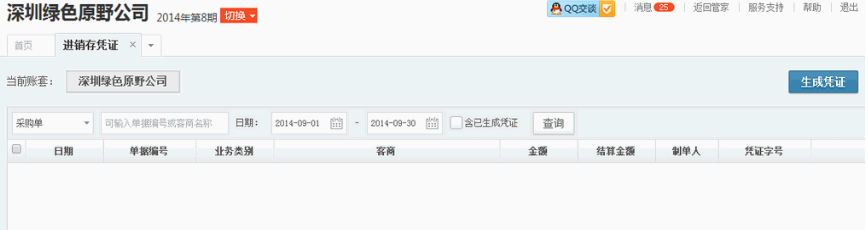 深圳绿色原野公司 2014年第8期 切换 QQ交谈 消息 25 返回管家 服务支持 帮助 退出
首页 进销存凭证
当前账套： 深圳绿色原野公司 生成凭证
采购单 可输入单据编号或客商名称 日期： 2014-09-01 - 2014-09-30 含已生成凭证 查询
日期 单据编号 业务类别 客商 金额 结算金额 制单人 凭证字号